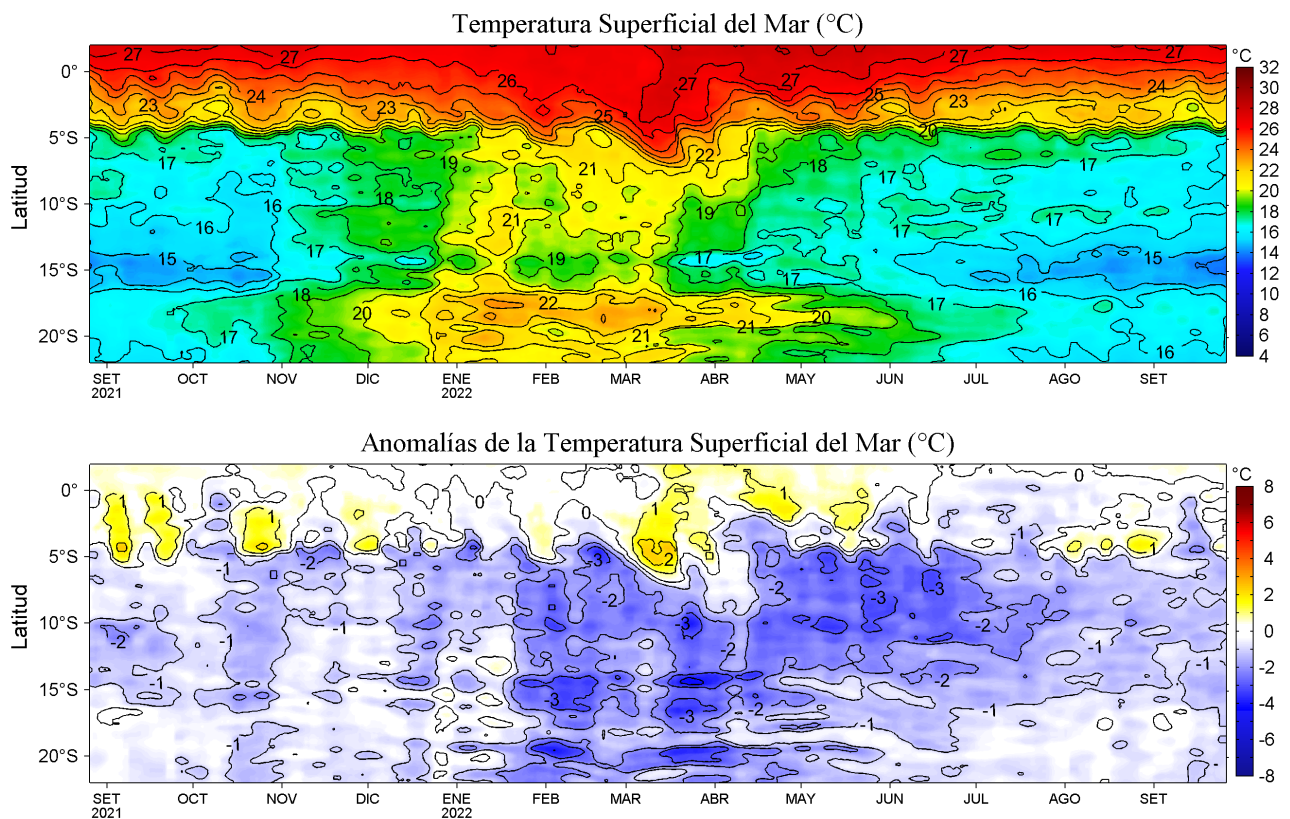 Temperatura Superficial del Mar (°C)
Latitud
0°
5°S
10°S
15°S
20°S
27 27 27 27 27
26
25 25
24 24
23 23 23
22
20
17 19 21 18 17 17
18 19
16 16 21 17 17
15 17 19 17 17 15
18 22 16
20 20 17
17 21 21 16
°C
32
30
28
26
24
22
20
18
16
14
12
10
8
6
4
SET OCT NOV DIC ENE FEB MAR ABR MAY JUN JUL AGO SET
2021 2022
Anomalías de la Temperatura Superficial del Mar (°C)
Latitud
0°
5°S
10°S
15°S
20°S
0
1 1 0 1
1 0 1 -1
-1 -2 -3 2 1
-2 -3 -3
-2 -1 -1 -3 -2
-2 -1 -1
-1 -3 -2 -2
-3 -1 -1
-1
°C
8
6
4
2
0
-2
-4
-6
-8
SET OCT NOV DIC ENE FEB MAR ABR MAY JUN JUL AGO SET
2021 2022